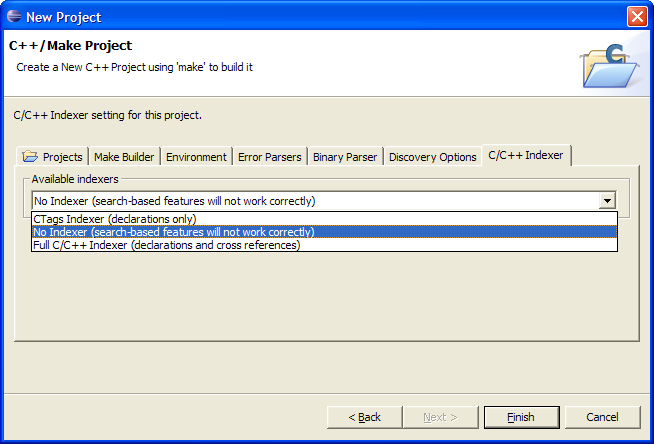 New Project
C++/Make Project
Create a New C++ Project using 'make' to build it
C
C/C++ Indexer setting for this project.
Projects Make Builder Environment Error Parsers Binary Parser Discovery Options C/C++ Indexer
Available indexers
No Indexer (search-based features will not work correctly)
CTags Indexer (declarations only)
No Indexer (search-based features will not work correctly)
Full C/C++ Indexer (declarations and cross references)
< Back Next > Finish Cancel